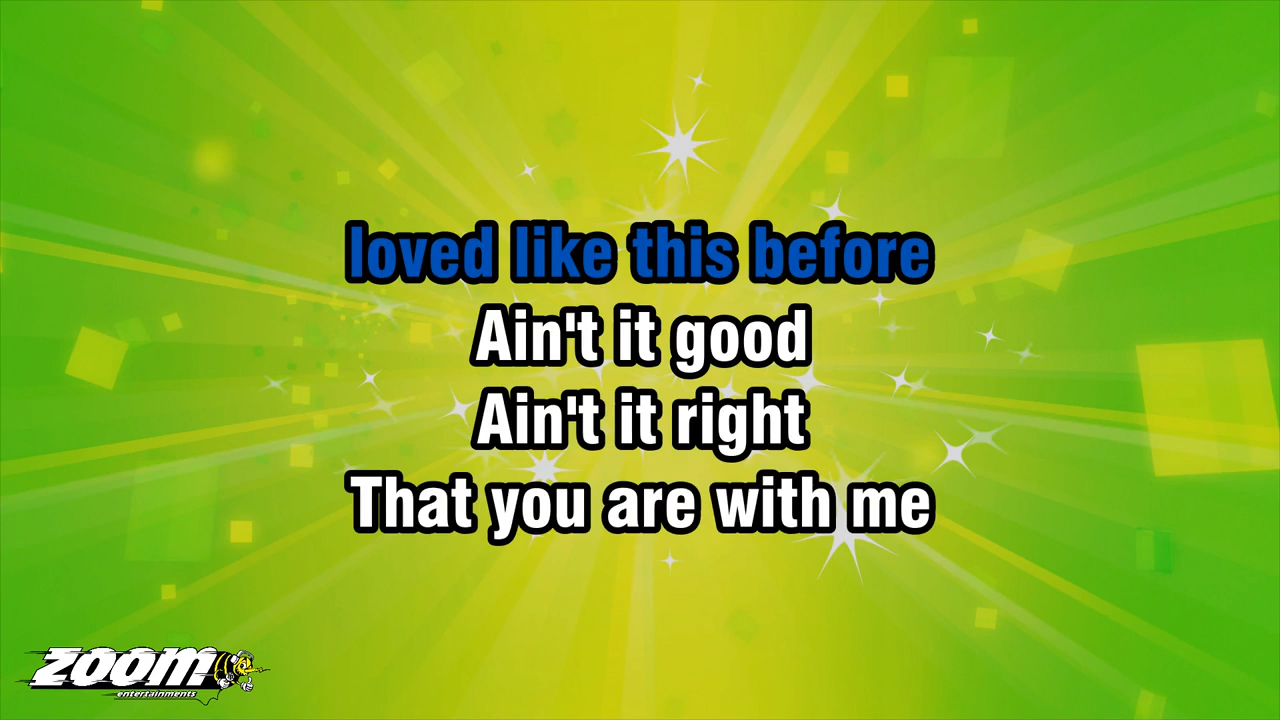 loved like this before
Ain't it good
Ain't it right
That you are with me
zoom
entertainments